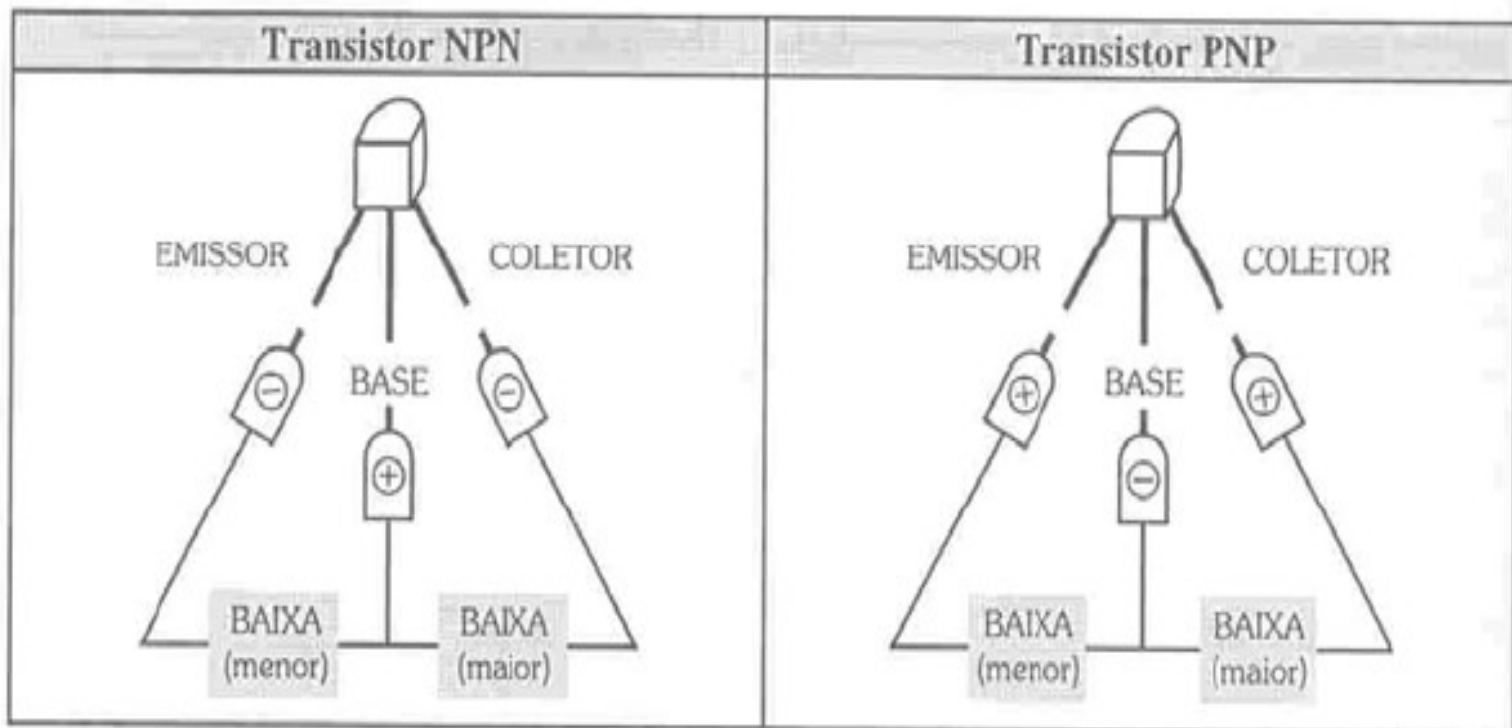 Transistor NPN
Transistor PNP
EMISSOR
COLETOR
BASE
−
−
+
BAIXA
(menor)
BAIXA
(maior)
EMISSOR
COLETOR
BASE
+
+
−
BAIXA
(menor)
BAIXA
(maior)